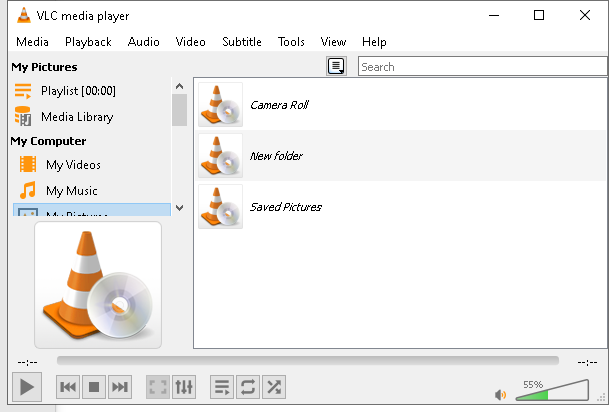 VLC media player
Media Playback Audio Video Subtitle Tools View Help
My Pictures
Search
Playlist [00:00]
Media Library
My Computer
My Videos
My Music
My Pictures
Camera Roll
New folder
Saved Pictures
--:--
--:--
55%